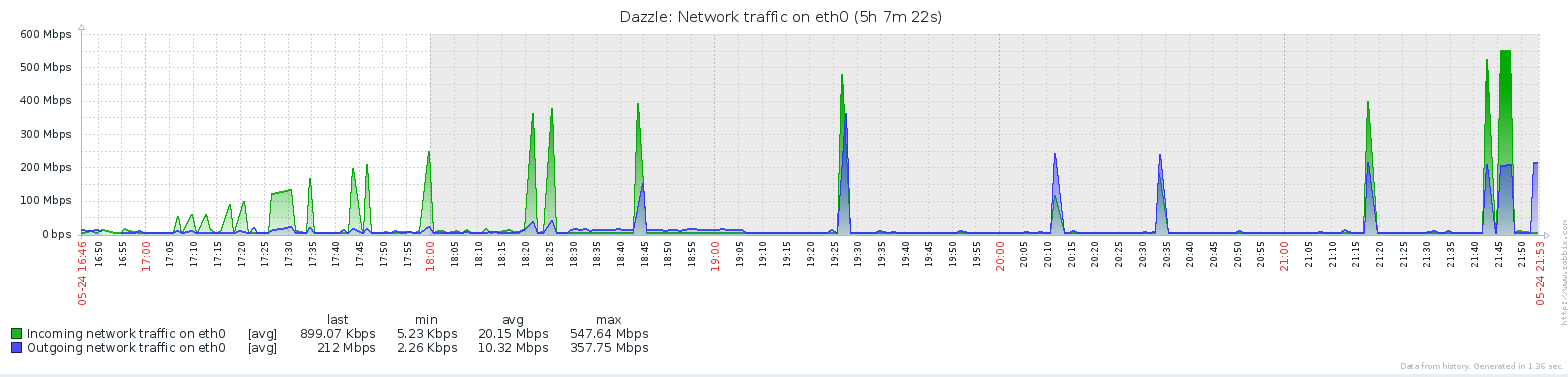 Dazzle: Network traffic on eth0 (5h 7m 22s)
600 Mbps
500 Mbps
400 Mbps
300 Mbps
200 Mbps
100 Mbps
0 bps
05-24 16:46 16:50 16:55 17:00 17:05 17:10 17:15 17:20 17:25 17:30 17:35 17:40 17:45 17:50 17:55 18:00 18:05 18:10 18:15 18:20 18:25 18:30 18:35 18:40 18:45 18:50 18:55 19:00 19:05 19:10 19:15 19:20 19:25 19:30 19:35 19:40 19:45 19:50 19:55 20:00 20:05 20:10 20:15 20:20 20:25 20:30 20:35 20:40 20:45 20:50 20:55 21:00 21:05 21:10 21:15 21:20 21:25 21:30 21:35 21:40 21:45 21:50 05-24 21:53
last min avg max
Incoming network traffic on eth0 [avg] 899.07 Kbps 5.23 Kbps 20.15 Mbps 547.64 Mbps
Outgoing network traffic on eth0 [avg] 212 Mbps 2.26 Kbps 10.32 Mbps 357.75 Mbps
https://www.zabbix.com
Data from history. Generated in 1.36 sec.